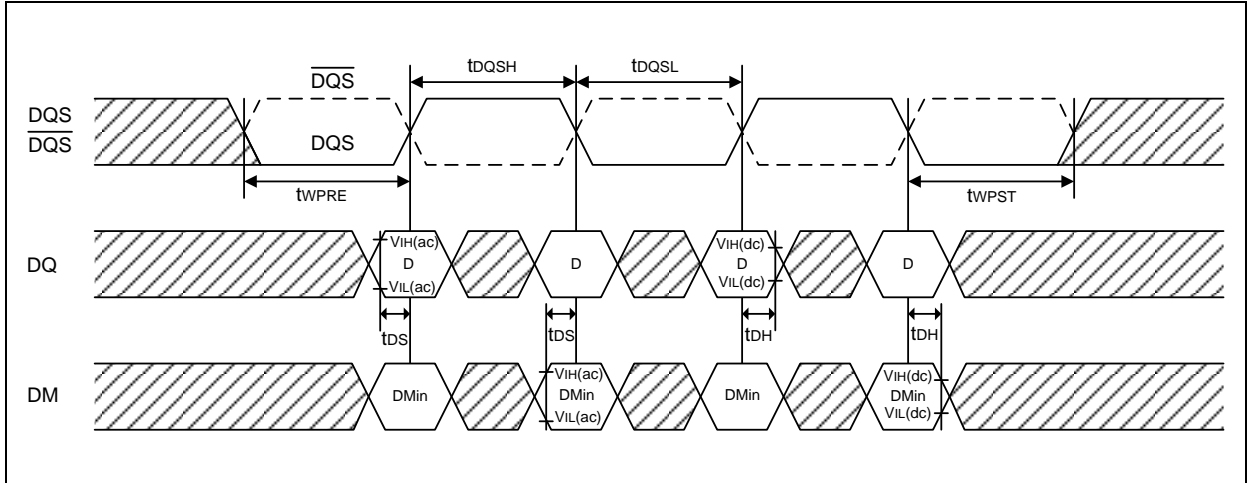 tDQSH tDQSL
DQS
DQS
DQS
DQS
tWPRE
tWPST
DQ
VIH(ac)
D
VIL(ac)
D
VIH(dc)
D
VIL(dc)
D
tDS
tDS
tDH
tDH
DM
DMin
VIH(ac)
DMin
VIL(ac)
DMin
VIH(dc)
DMin
VIL(dc)